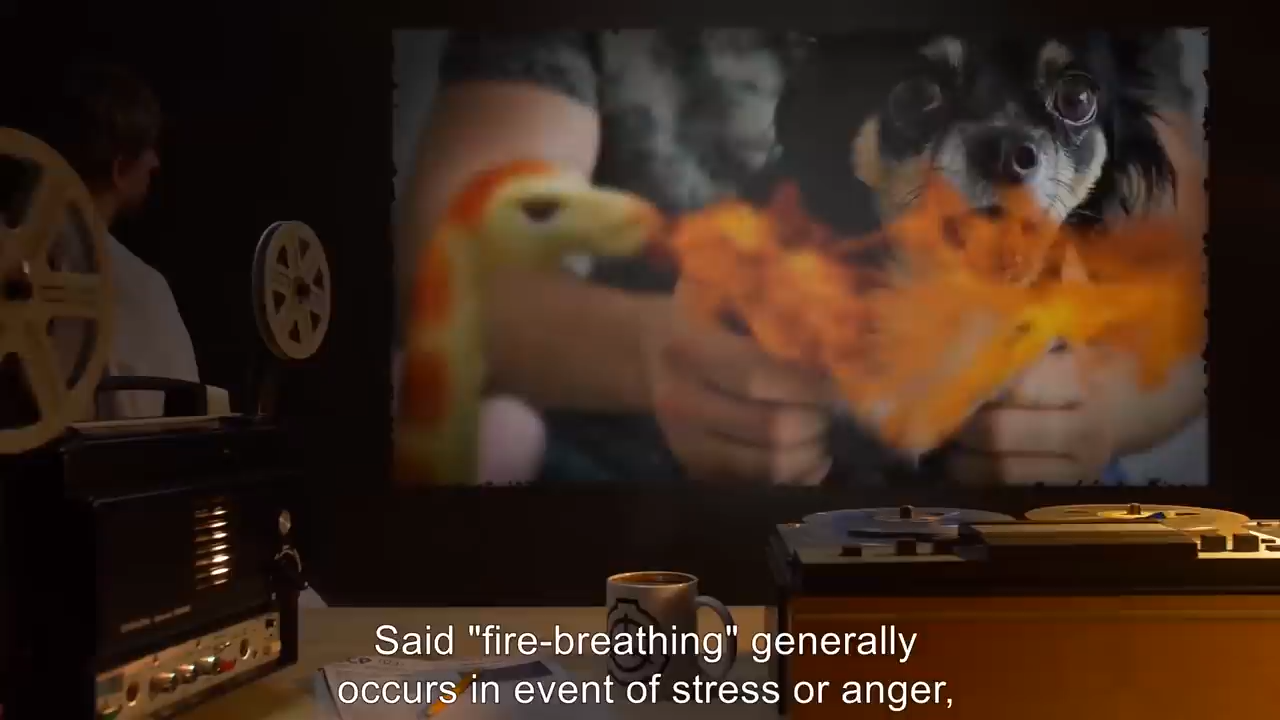 Said "fire-breathing" generally
occurs in event of stress or anger,